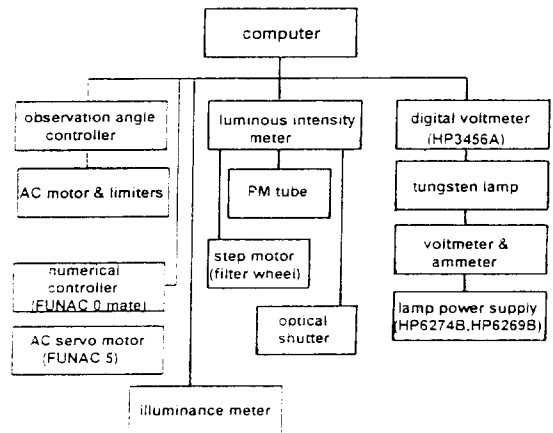 computer
observation angle
controller
AC motor & limiters
numerical
controller
(FUNAC 0 mate)
AC servo motor
(FUNAC 5)
illuminance meter
luminous intensity
meter
PM tube
step motor
(filter wheel)
optical
shutter
digital voltmeter
(HP3456A)
tungsten lamp
voltmeter &
ammeter
lamp power supply
(HP6274B,HP6269B)